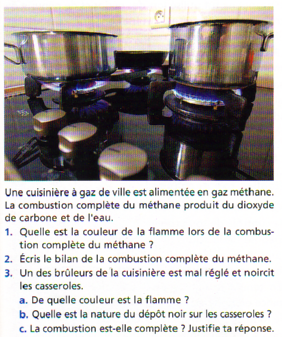 Une cuisinière à gaz de ville est alimentée en gaz méthane.
La combustion complète du méthane produit du dioxyde
de carbone et de l'eau.
1. Quelle est la couleur de la flamme lors de la combus-
tion complète du méthane ?
2. Écris le bilan de la combustion complète du méthane.
3. Un des brûleurs de la cuisinière est mal réglé et noircit
les casseroles.
a. De quelle couleur est la flamme ?
b. Quelle est la nature du dépôt noir sur les casseroles ?
c. La combustion est-elle complète ? Justifie ta réponse.